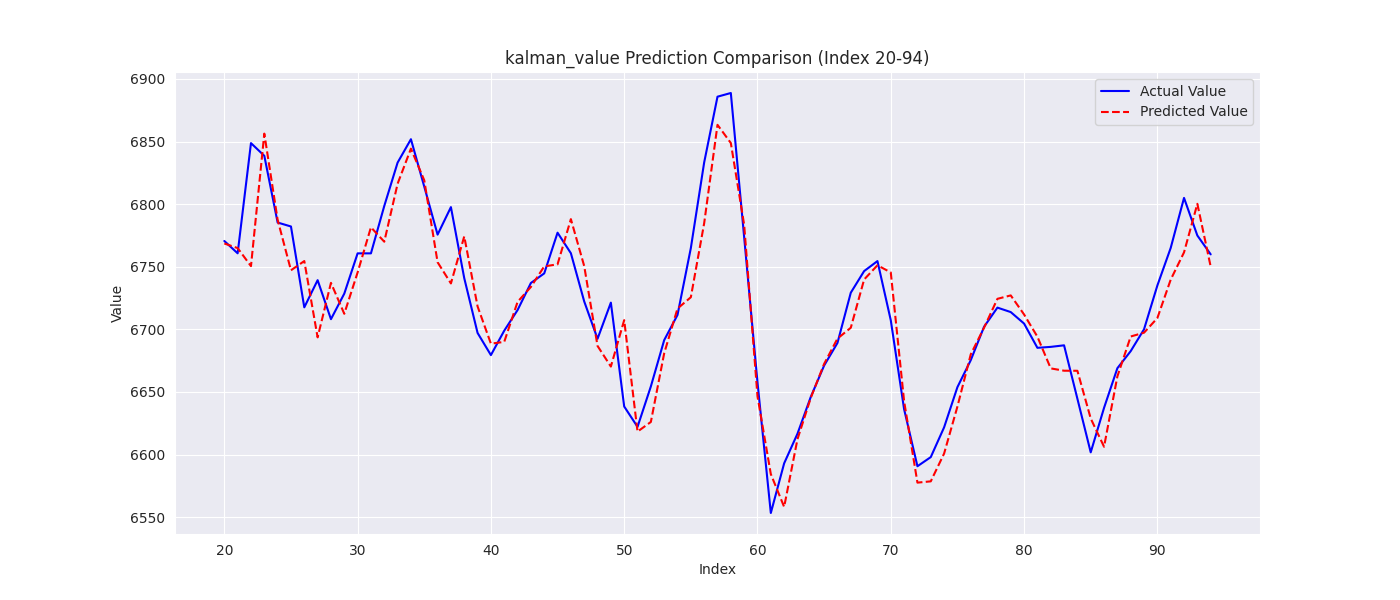 kalman_value Prediction Comparison (Index 20-94)
Actual Value
Predicted Value
Value
6900
6850
6800
6750
6700
6650
6600
6550
20 30 40 50 60 70 80 90
Index